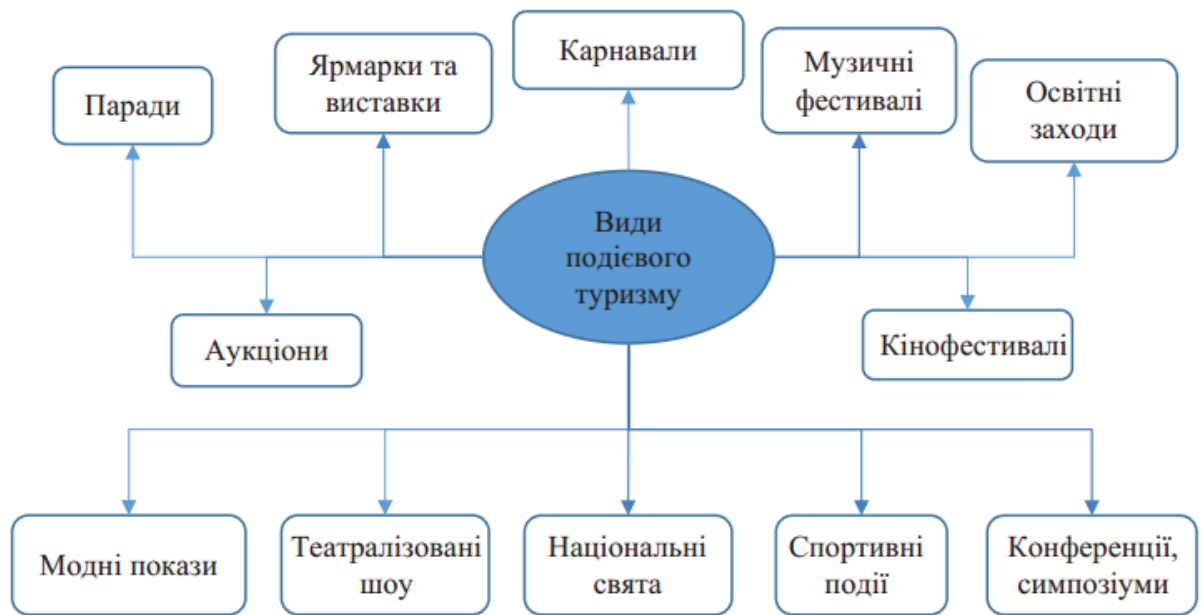 Паради
Ярмарки та
виставки
Карнавали
Музичні
фестивалі
Освітні
заходи
Види
подієвого
туризму
Аукціони
Кінофестивалі
Модні покази
Театралізовані
шоу
Національні
свята
Спортивні
події
Конференції,
симпозіуми